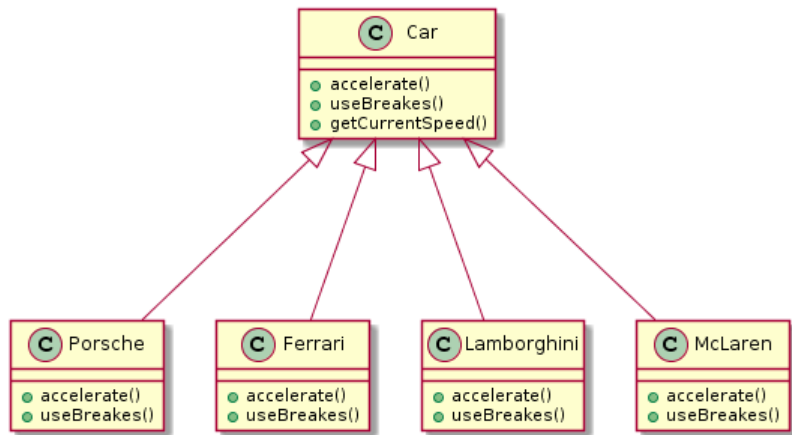 C Car
accelerate()
useBreakes()
getCurrentSpeed()
C Porsche
accelerate()
useBreakes()
C Ferrari
accelerate()
useBreakes()
C Lamborghini
accelerate()
useBreakes()
C McLaren
accelerate()
useBreakes()